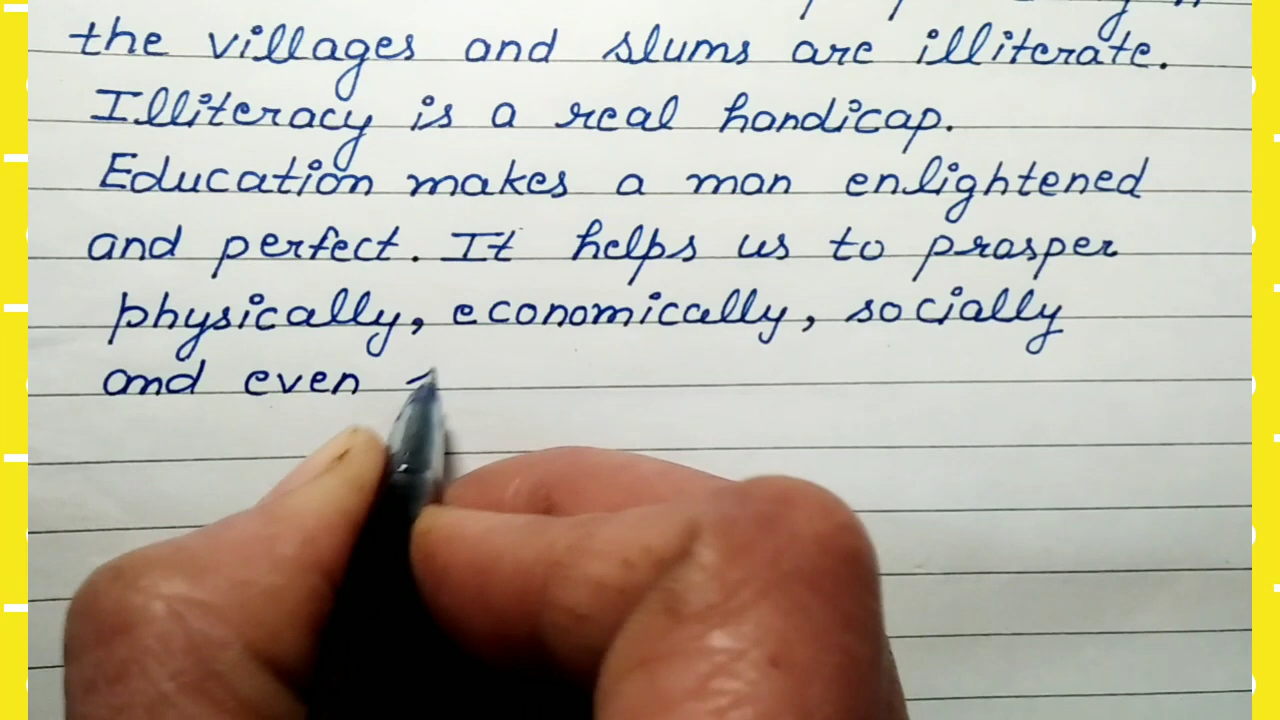 the villages and slums are illiterate.
Illiteracy is a real handicap.
Education makes a man enlightened
and perfect. It helps us to prosper
physically, economically, socially
and even